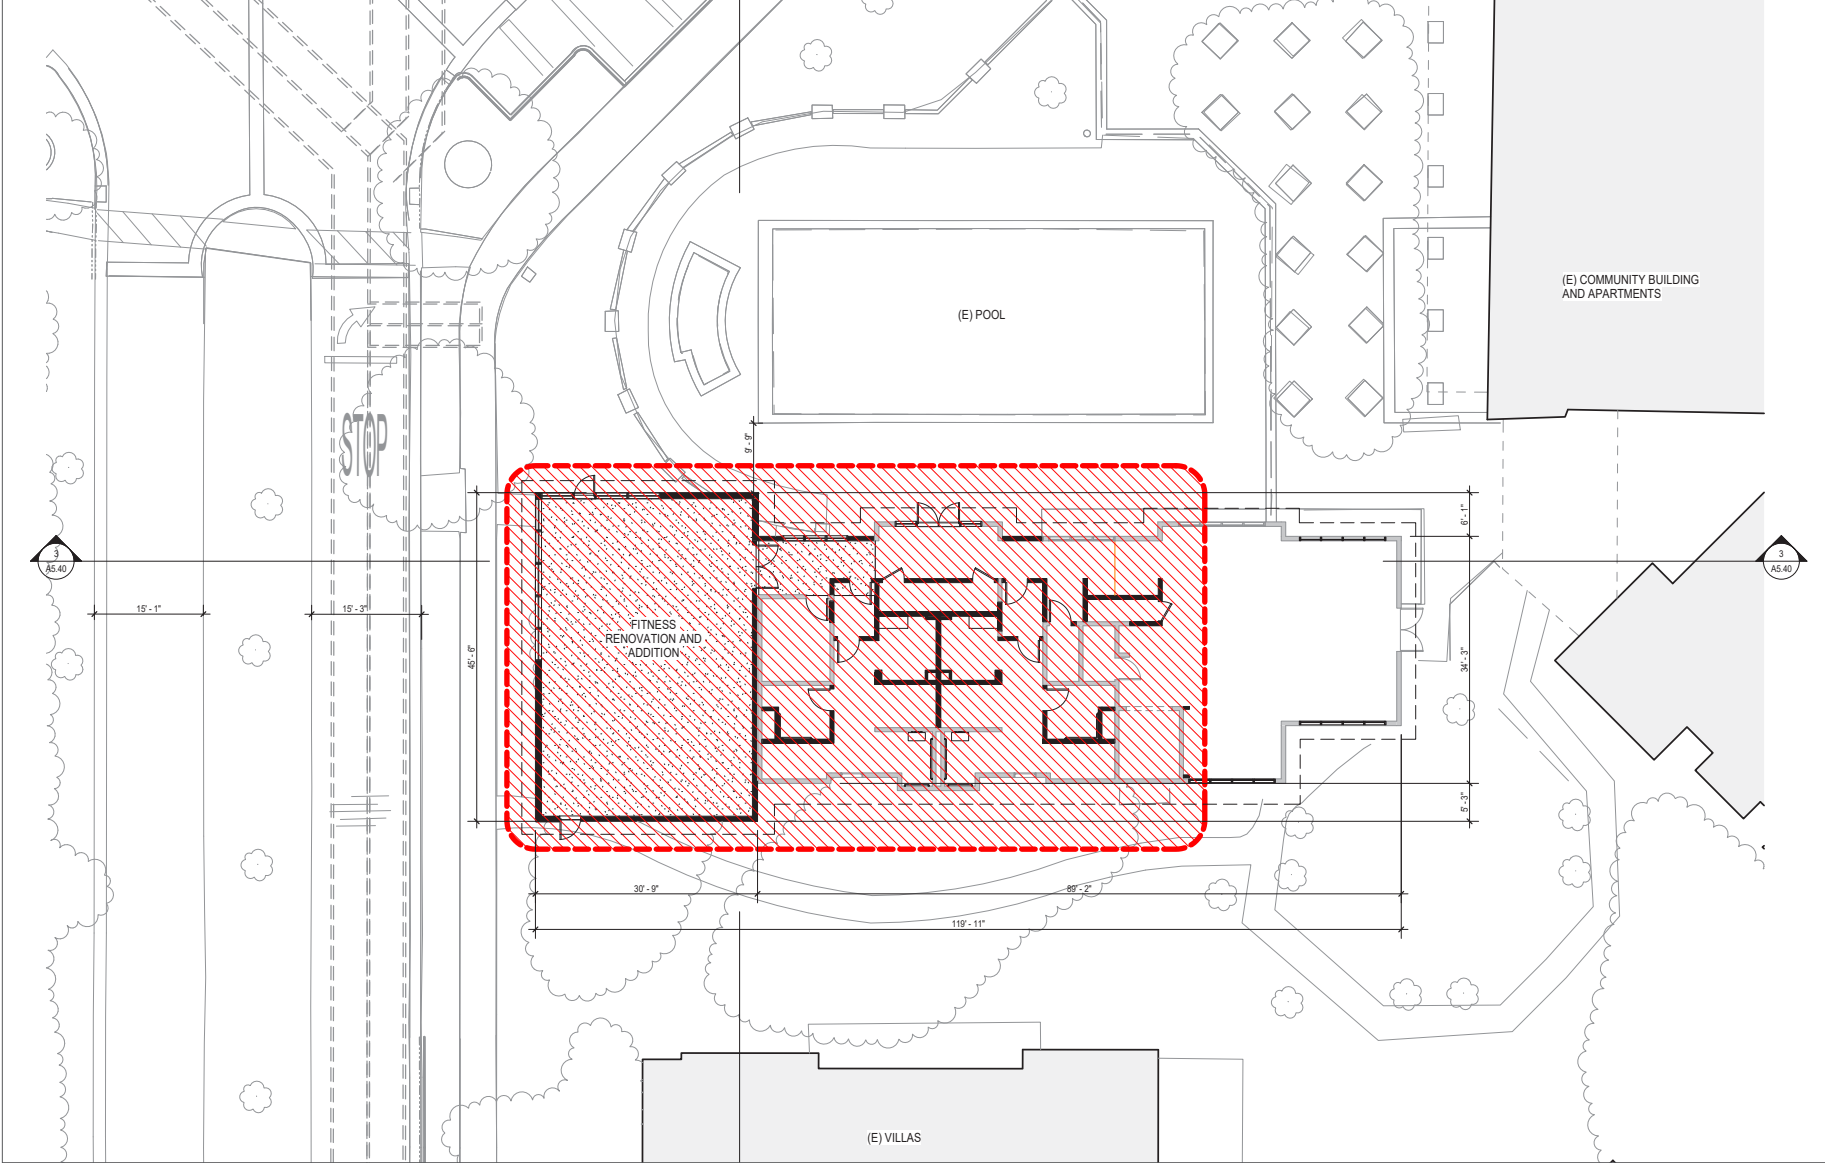 (E) COMMUNITY BUILDING
AND APARTMENTS
(E) POOL
STOP
9' - 9"
6' - 1"
3
A5.40
3
A5.40
15' - 1"
15' - 3"
45' - 6"
FITNESS
RENOVATION AND
ADDITION
34' - 3"
5' - 3"
30' - 9"
89' - 2"
119' - 11"
(E) VILLAS